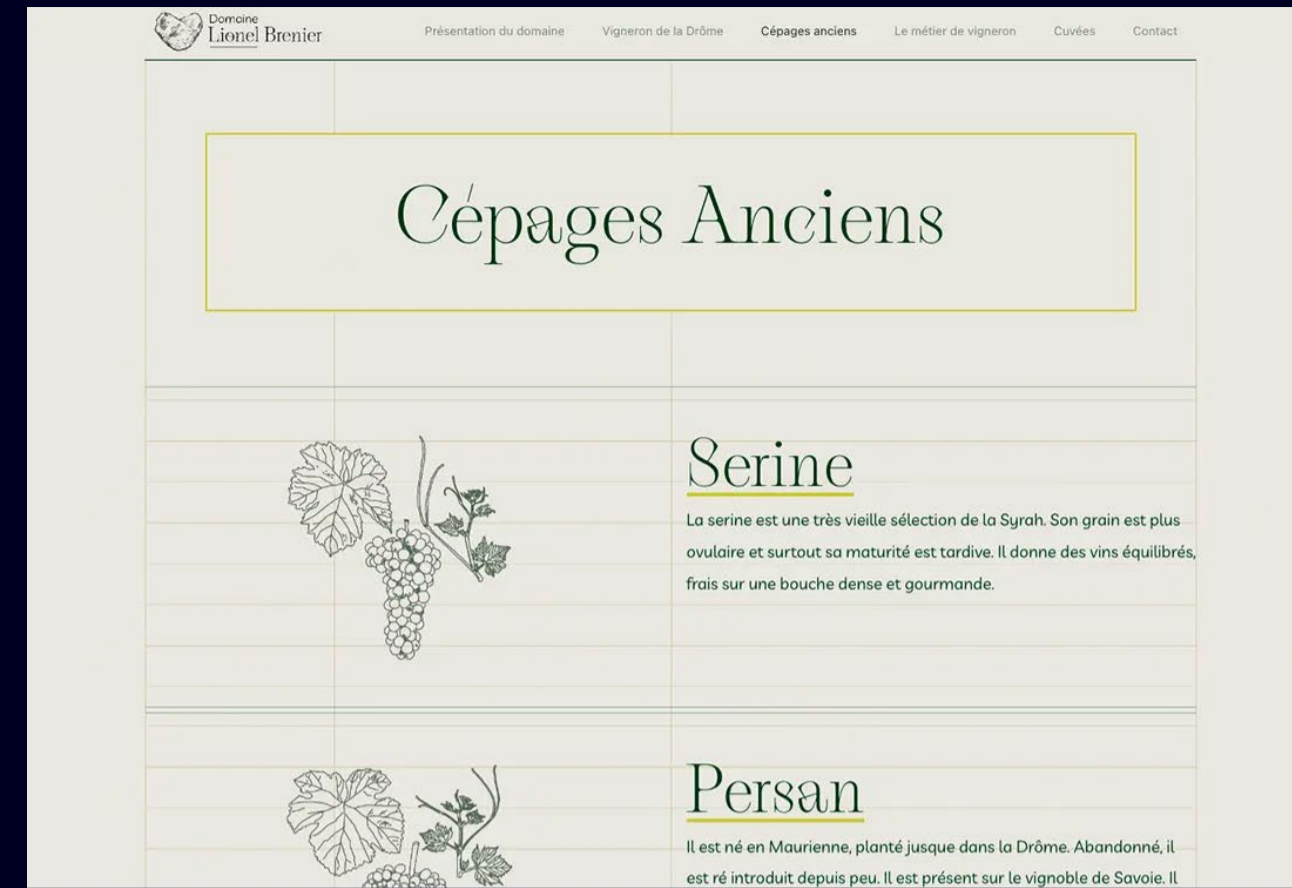 Domaine
Lionel Brenier
Présentation du domaine
Vigneron de la Drôme
Cépages anciens
Le métier de vigneron
Cuvées
Contact
Cépages Anciens
Serine
La serine est une très vieille sélection de la Syrah. Son grain est plus
ovulaire et surtout sa maturité est tardive. Il donne des vins équilibrés,
frais sur une bouche dense et gourmande.
Persan
Il est né en Maurienne, planté jusque dans la Drôme. Abandonné, il
est ré introduit depuis peu. Il est présent sur le vignoble de Savoie. Il